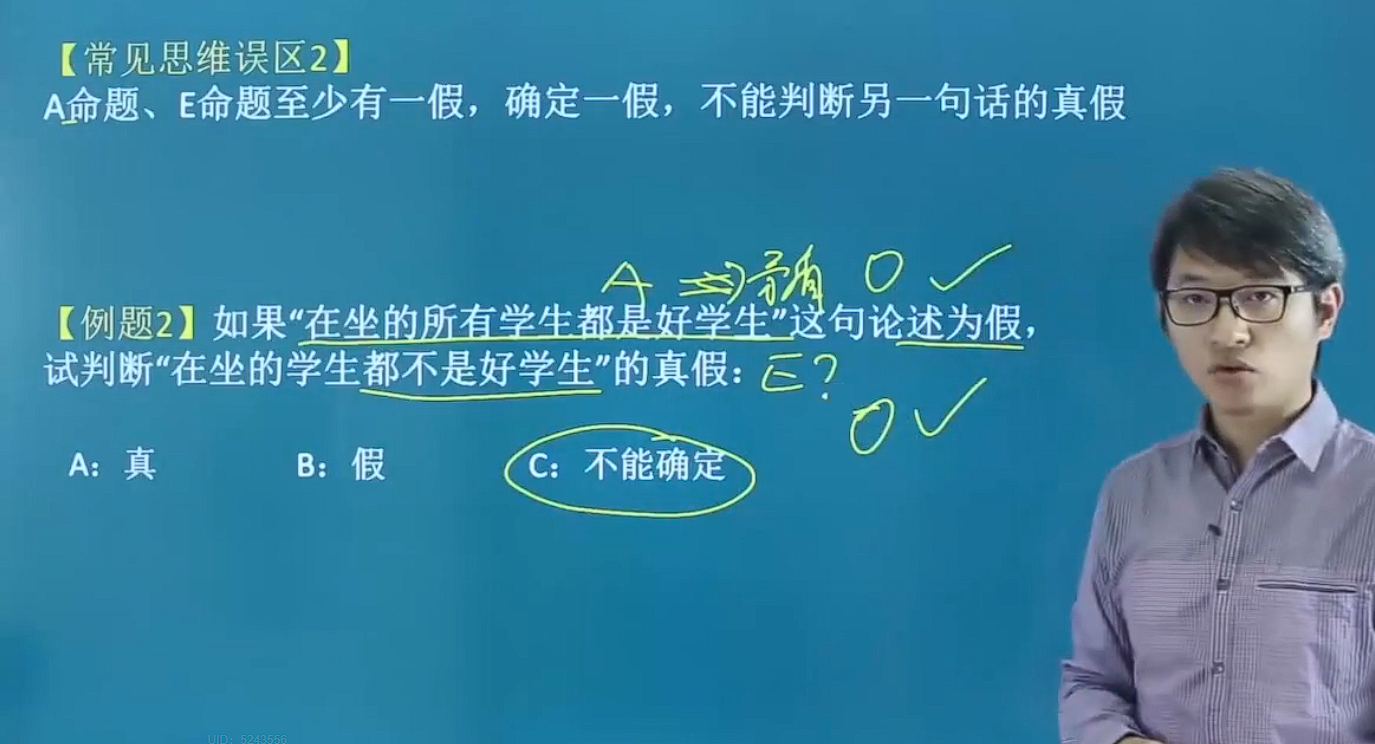 【常见思维误区2】
A命题、E命题至少有一假，确定一假，不能判断另一句话的真假
A O
【例题2】如果“在坐的所有学生都是好学生”这句论述为假，
试判断“在坐的学生都不是好学生”的真假： E?
O
A：真 B：假 C：不能确定
UID：5243556